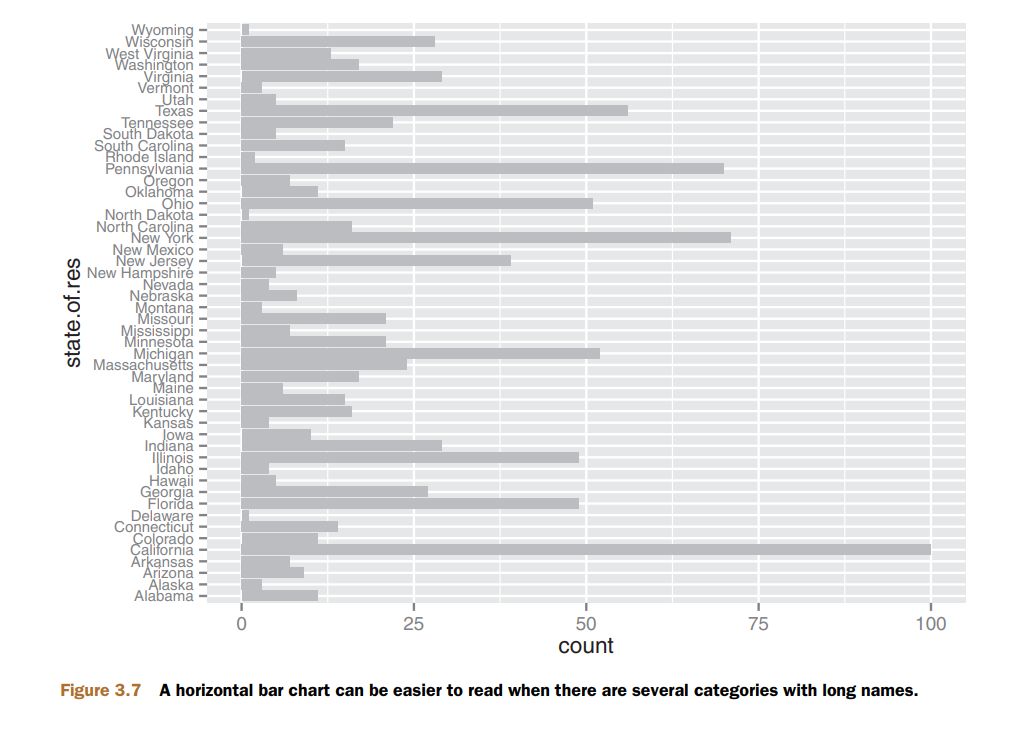 Wyoming
Wisconsin
West Virginia
Washington
Virginia
Vermont
Utah
Texas
Tennessee
South Dakota
South Carolina
Rhode Island
Pennsylvania
Oregon
Oklahoma
Ohio
North Dakota
North Carolina
New York
New Mexico
New Jersey
New Hampshire
Nevada
Nebraska
Montana
Missouri
Mississippi
Minnesota
Michigan
Massachusetts
Maryland
Maine
Louisiana
Kentucky
Kansas
Iowa
Indiana
Illinois
Idaho
Hawaii
Georgia
Florida
Delaware
Connecticut
Colorado
California
Arkansas
Arizona
Alaska
Alabama
state.of.res
0 25 50 75 100
count
Figure 3.7 A horizontal bar chart can be easier to read when there are several categories with long names.